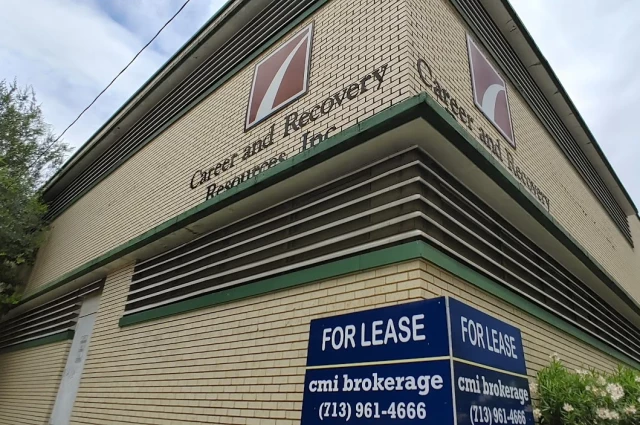 Career and Recovery
Resources, Inc.
Career and Recovery
FOR LEASE
cmi brokerage
(713) 961-4666
FOR LEASE
cmi brokerage
(713) 961-4666